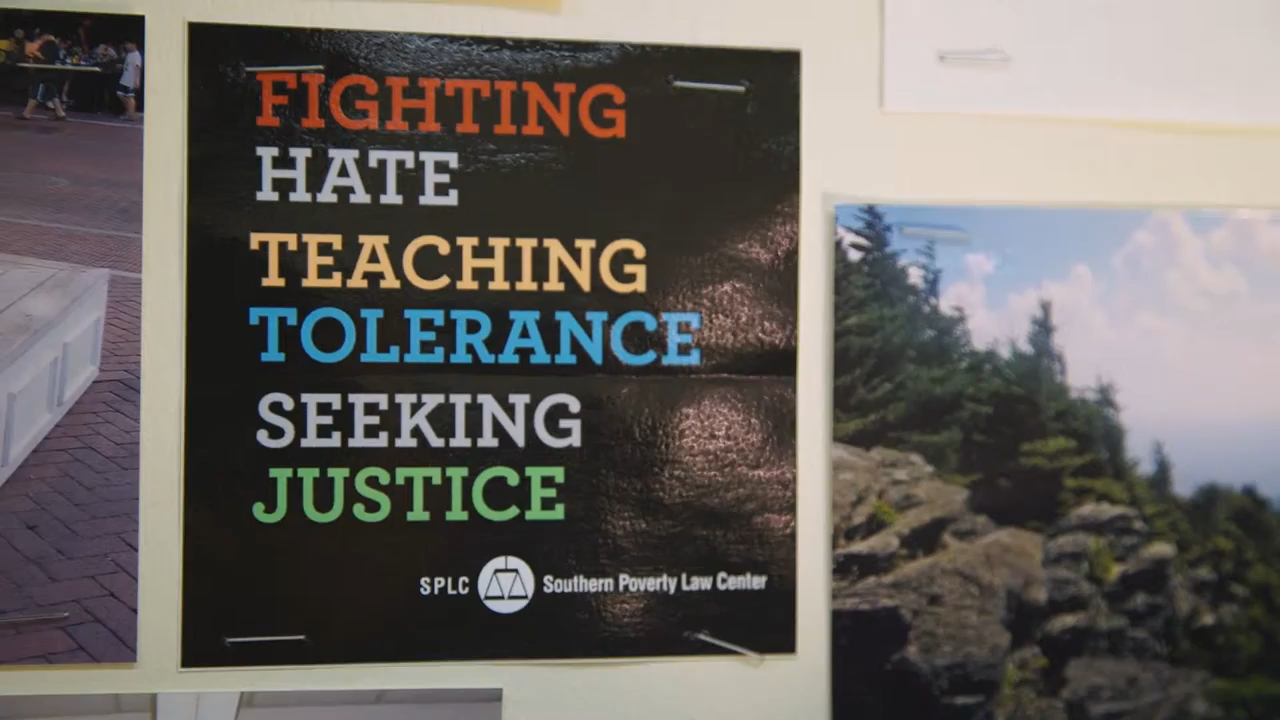 FIGHTING
HATE
TEACHING
TOLERANCE
SEEKING
JUSTICE
SPLC Southern Poverty Law Center